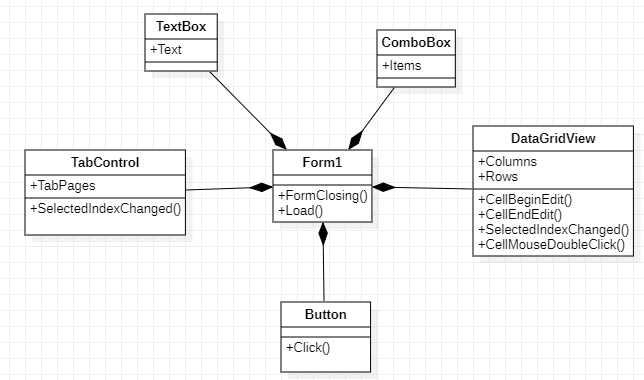 TextBox
+Text
ComboBox
+Items
TabControl
+TabPages
+SelectedIndexChanged()
Form1
+FormClosing()
+Load()
DataGridView
+Columns
+Rows
+CellBeginEdit()
+CellEndEdit()
+SelectedIndexChanged()
+CellMouseDoubleClick()
Button
+Click()